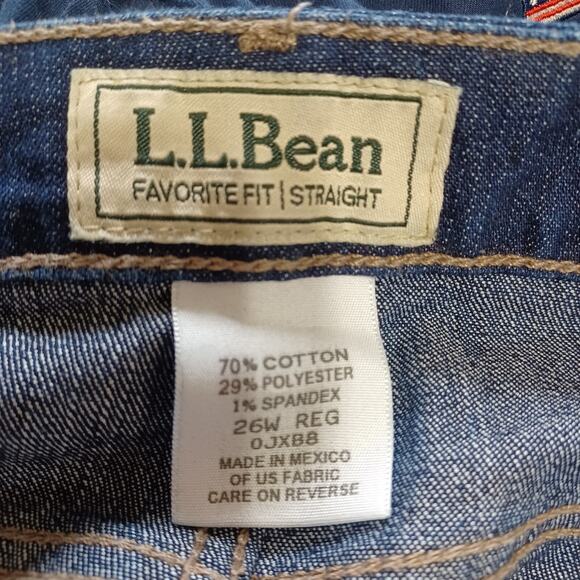 L.L.Bean
FAVORITE FIT | STRAIGHT
70% COTTON
29% POLYESTER
1% SPANDEX
26W REG
0JXB8
MADE IN MEXICO
OF US FABRIC
CARE ON REVERSE